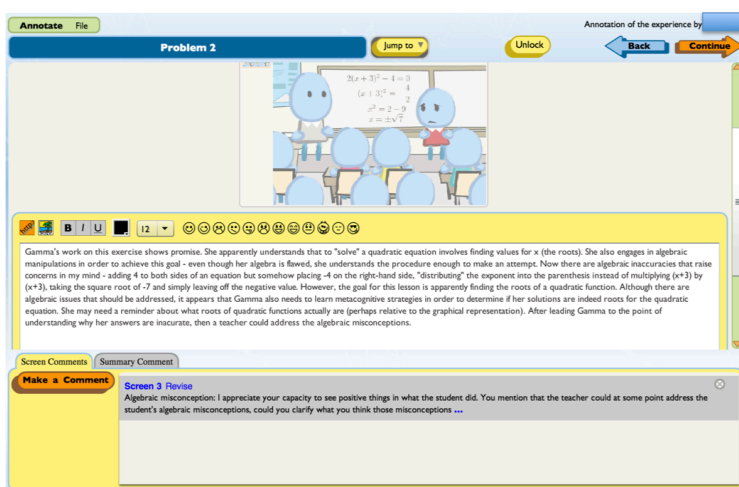 Annotate File
Annotation of the experience by
Problem 2
Jump to
Unlock
Back
Continue
2(x + 3)² − 4 = 0
(x + 3)² = 4
2
x² = 2 − 9
x = ±√7
B I U
12
Gamma's work on this exercise shows promise. She apparently understands that to "solve" a quadratic equation involves finding values for x (the roots). She also engages in algebraic
manipulations in order to achieve this goal - even though her algebra is flawed, she understands the procedure enough to make an attempt. Now there are algebraic inaccuracies that raise
concerns in my mind - adding 4 to both sides of an equation but somehow placing -4 on the right-hand side, "distributing" the exponent into the parenthesis instead of multiplying (x+3) by
(x+3), taking the square root of -7 and simply leaving off the negative value. However, the goal for this lesson is apparently finding the roots of a quadratic function. Although there are
algebraic issues that should be addressed, it appears that Gamma also needs to learn metacognitive strategies in order to determine if her solutions are indeed roots for the quadratic
equation. She may need a reminder about what roots of quadratic functions actually are (perhaps relative to the graphical representation). After leading Gamma to the point of
understanding why her answers are inacurate, then a teacher could address the algebraic misconceptions.
Screen Comments Summary Comment
Make a Comment
Screen 3 Revise
Algebraic misconception: I appreciate your capacity to see positive things in what the student did. You mention that the teacher could at some point address the
student's algebraic misconceptions, could you clarify what you think those misconceptions ...